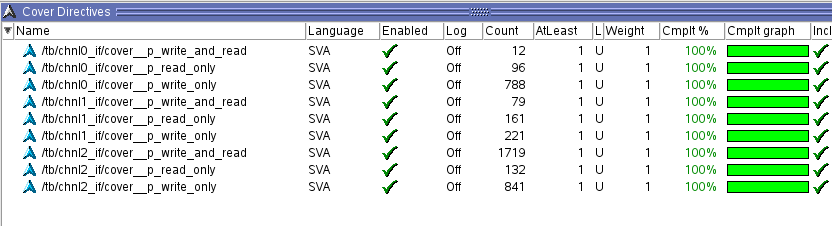 Cover Directives
Name Language Enabled Log Count AtLeast L Weight Cmplt % Cmplt graph Incl
/tb/chnl0_if/cover__p_write_and_read SVA Off 12 1 U 1 100%
/tb/chnl0_if/cover__p_read_only SVA Off 96 1 U 1 100%
/tb/chnl0_if/cover__p_write_only SVA Off 788 1 U 1 100%
/tb/chnl1_if/cover__p_write_and_read SVA Off 79 1 U 1 100%
/tb/chnl1_if/cover__p_read_only SVA Off 161 1 U 1 100%
/tb/chnl1_if/cover__p_write_only SVA Off 221 1 U 1 100%
/tb/chnl2_if/cover__p_write_and_read SVA Off 1719 1 U 1 100%
/tb/chnl2_if/cover__p_read_only SVA Off 132 1 U 1 100%
/tb/chnl2_if/cover__p_write_only SVA Off 841 1 U 1 100%